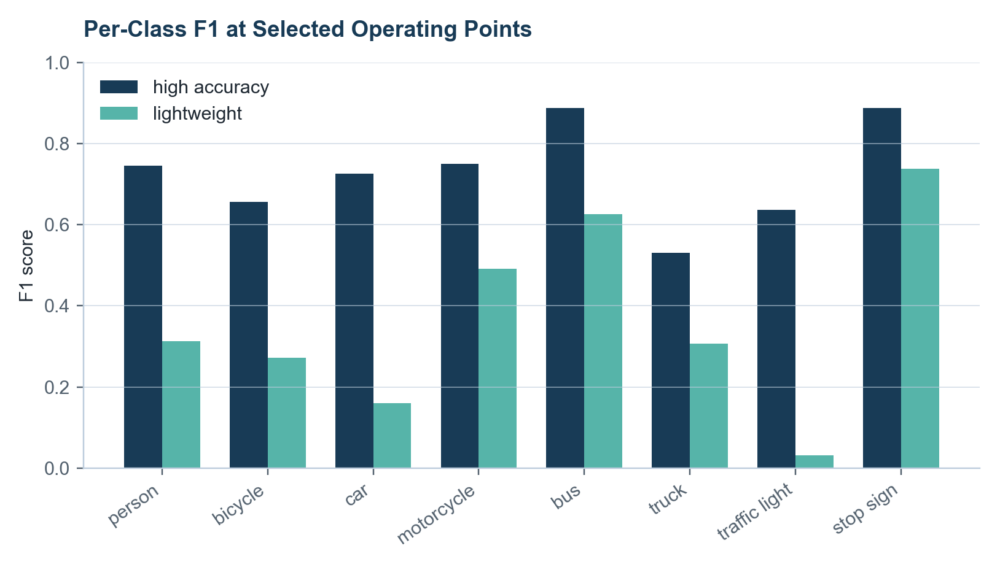 Per-Class F1 at Selected Operating Points
1.0
high accuracy
lightweight
0.8
0.6
F1 score
0.4
0.2
0.0
person
bicycle
car
motorcycle
bus
truck
traffic light
stop sign